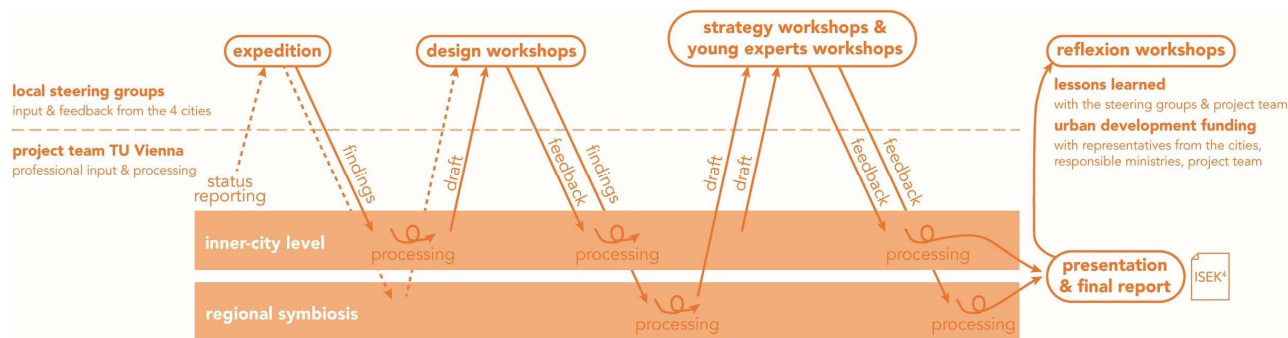 expedition
design workshops
strategy workshops &
young experts workshops
reflexion workshops
local steering groups
input & feedback from the 4 cities
lessons learned
with the steering groups & project team
urban development funding
with representatives from the cities,
responsible ministries, project team
project team TU Vienna
professional input & processing
status
reporting
findings
draft
feedback
findings
draft
draft
feedback
feedback
inner-city level
processing
processing
processing
regional symbiosis
processing
processing
presentation
& final report
ISEK⁴